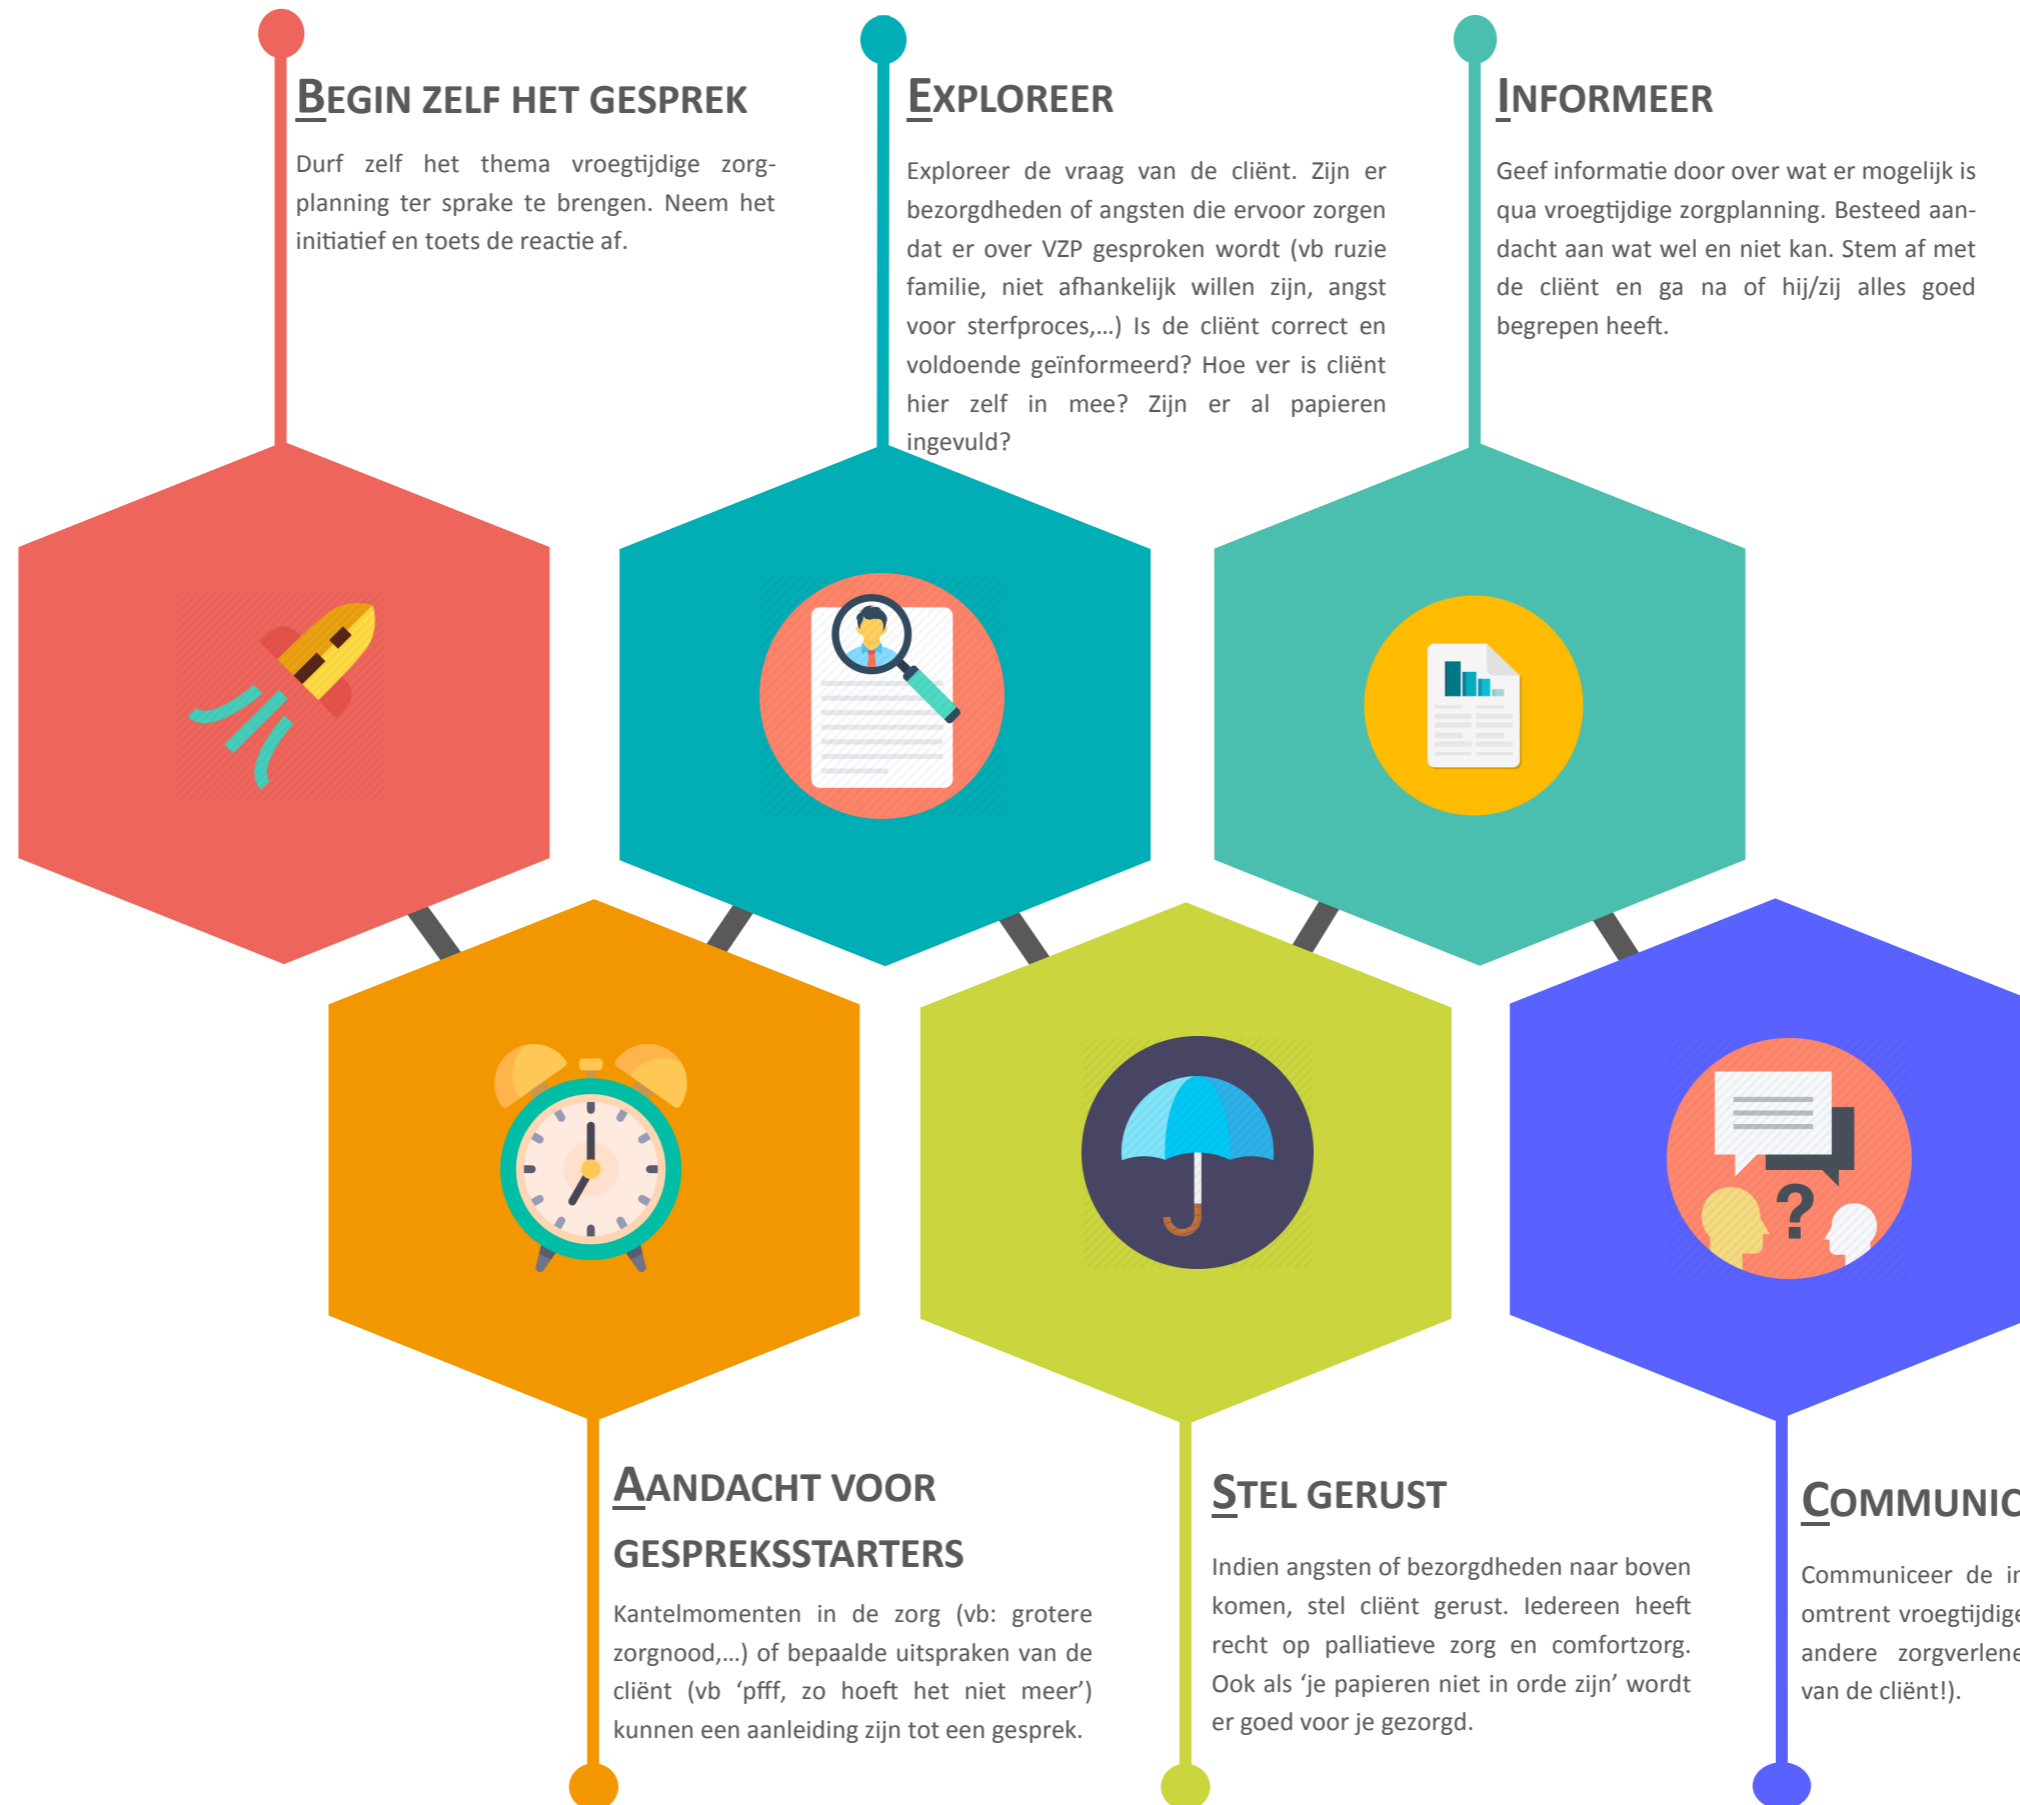 BEGIN ZELF HET GESPREK
Durf zelf het thema vroegtijdige zorg-
planning ter sprake te brengen. Neem het
initiatief en toets de reactie af.
EXPLOREER
Exploreer de vraag van de cliënt. Zijn er
bezorgdheden of angsten die ervoor zorgen
dat er over VZP gesproken wordt (vb ruzie
familie, niet afhankelijk willen zijn, angst
voor sterfproces,...) Is de cliënt correct en
voldoende geïnformeerd? Hoe ver is cliënt
hier zelf in mee? Zijn er al papieren
ingevuld?
INFORMEER
Geef informatie door over wat er mogelijk is
qua vroegtijdige zorgplanning. Besteed aan-
dacht aan wat wel en niet kan. Stem af met
de cliënt en ga na of hij/zij alles goed
begrepen heeft.
?
AANDACHT VOOR
GESPREKSSTARTERS
Kantelmomenten in de zorg (vb: grotere
zorgnood,...) of bepaalde uitspraken van de
cliënt (vb ‘pfff, zo hoeft het niet meer’)
kunnen een aanleiding zijn tot een gesprek.
STEL GERUST
Indien angsten of bezorgdheden naar boven
komen, stel cliënt gerust. Iedereen heeft
recht op palliatieve zorg en comfortzorg.
Ook als ‘je papieren niet in orde zijn’ wordt
er goed voor je gezorgd.
COMMUNIC
Communiceer de
omtrent vroegtijdige
andere zorgverlene
van de cliënt!).